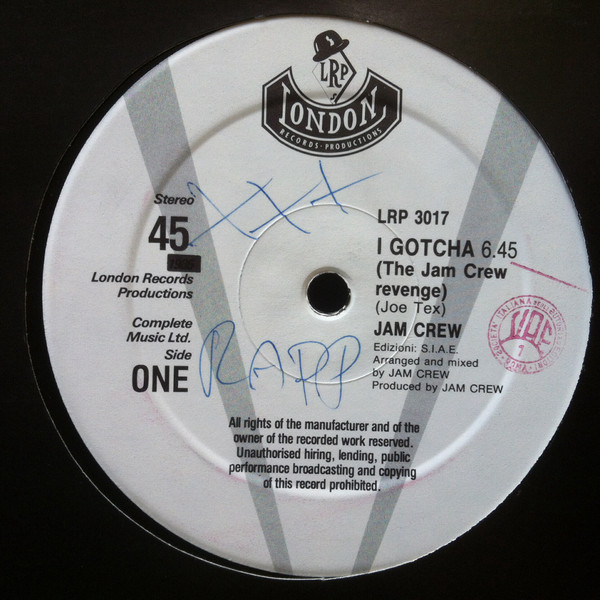 LRP
LONDON
RECORDS·PRODUCTIONS
XXX
Stereo
45
London Records
Productions
Complete
Music Ltd.
Side
ONE
RAPP
LRP 3017
I GOTCHA 6.45
(The Jam Crew
revenge)
(Joe Tex)
JAM CREW
Edizioni: S.I.A.E.
Arranged and mixed
by JAM CREW
Produced by JAM CREW
All rights of the manufacturer and of the
owner of the recorded work reserved.
Unauthorised hiring, lending, public
performance broadcasting and copying
of this record prohibited.